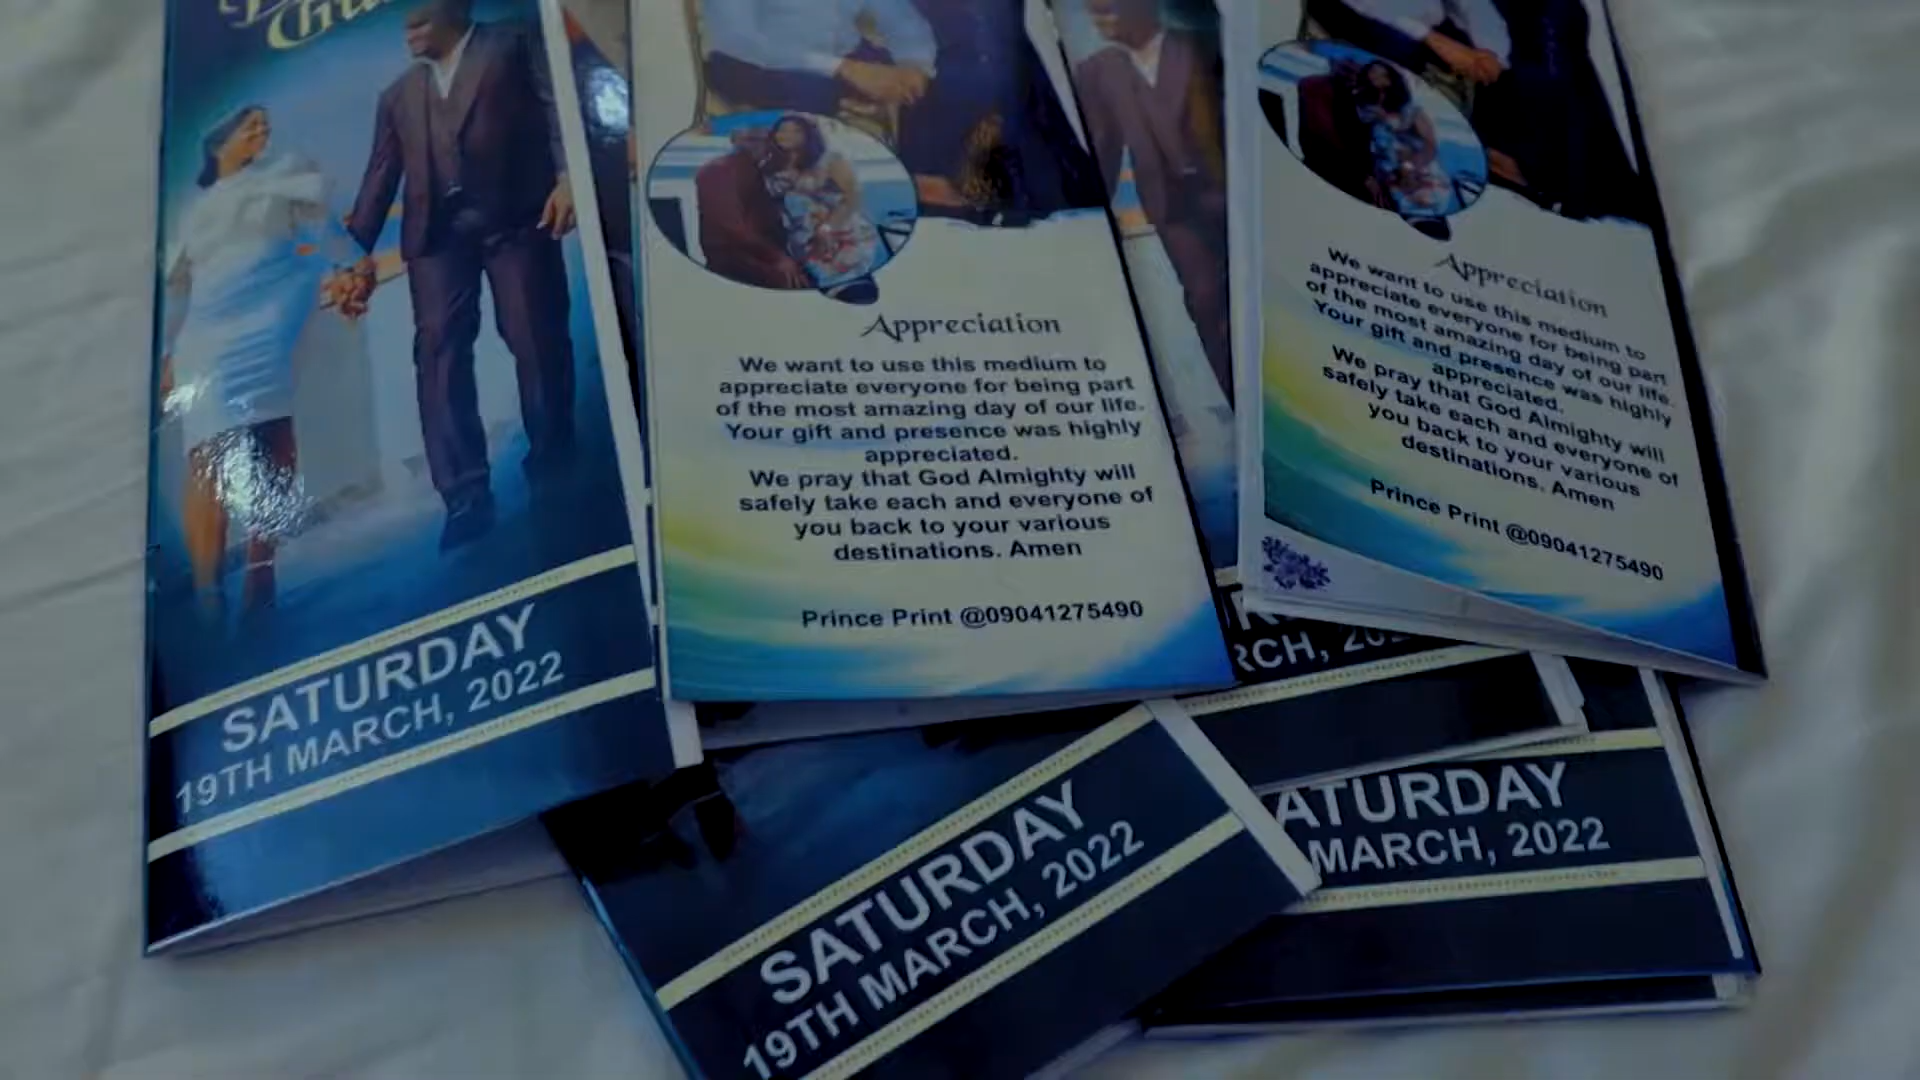 SATURDAY
19TH MARCH, 2022
Appreciation
We want to use this medium to
appreciate everyone for being part
of the most amazing day of our life.
Your gift and presence was highly
appreciated.
We pray that God Almighty will
safely take each and everyone of
you back to your various
destinations. Amen
Prince Print @09041275490
Appreciation
We want to use this medium to
appreciate everyone for being part
of the most amazing day of our life.
Your gift and presence was highly
appreciated.
We pray that God Almighty will
safely take each and everyone of
you back to your various
destinations. Amen
Prince Print @09041275490
SATURDAY
19TH MARCH, 2022
ATURDAY
MARCH, 2022